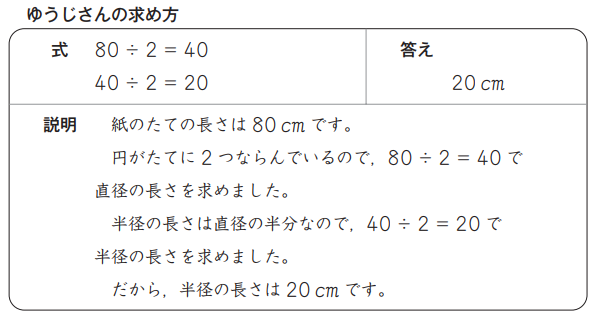 ゆうじさんの求め方
式 80 ÷ 2 = 40
40 ÷ 2 = 20
答え
20 cm
説明 紙のたての長さは 80 cm です。
円がたてに 2 つならんでいるので，80 ÷ 2 = 40 で
直径の長さを求めました。
半径の長さは直径の半分なので，40 ÷ 2 = 20 で
半径の長さを求めました。
だから，半径の長さは 20 cm です。